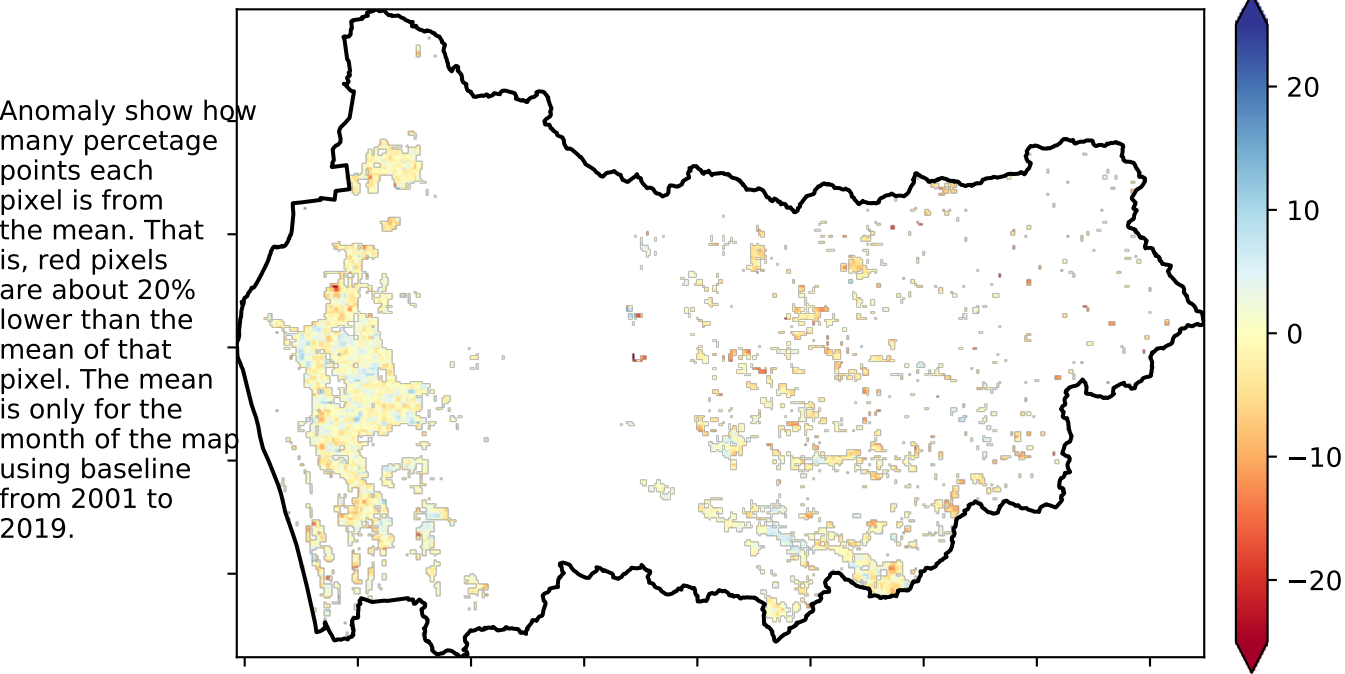 Anomaly show how
many percetage
points each
pixel is from
the mean. That
is, red pixels
are about 20%
lower than the
mean of that
pixel. The mean
is only for the
month of the map
using baseline
from 2001 to
2019.
20
10
0
−10
−20